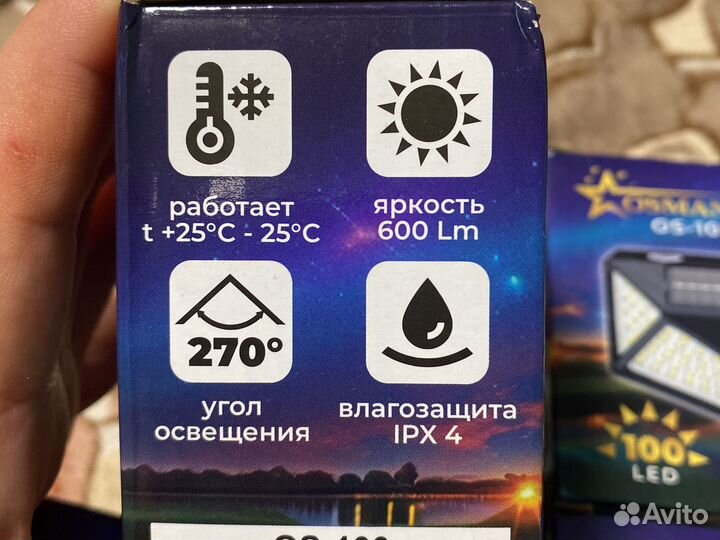 работает
t +25°C - 25°C
яркость
600 Lm
270°
угол
освещения
влагозащита
IPX 4
100
LED
Avito